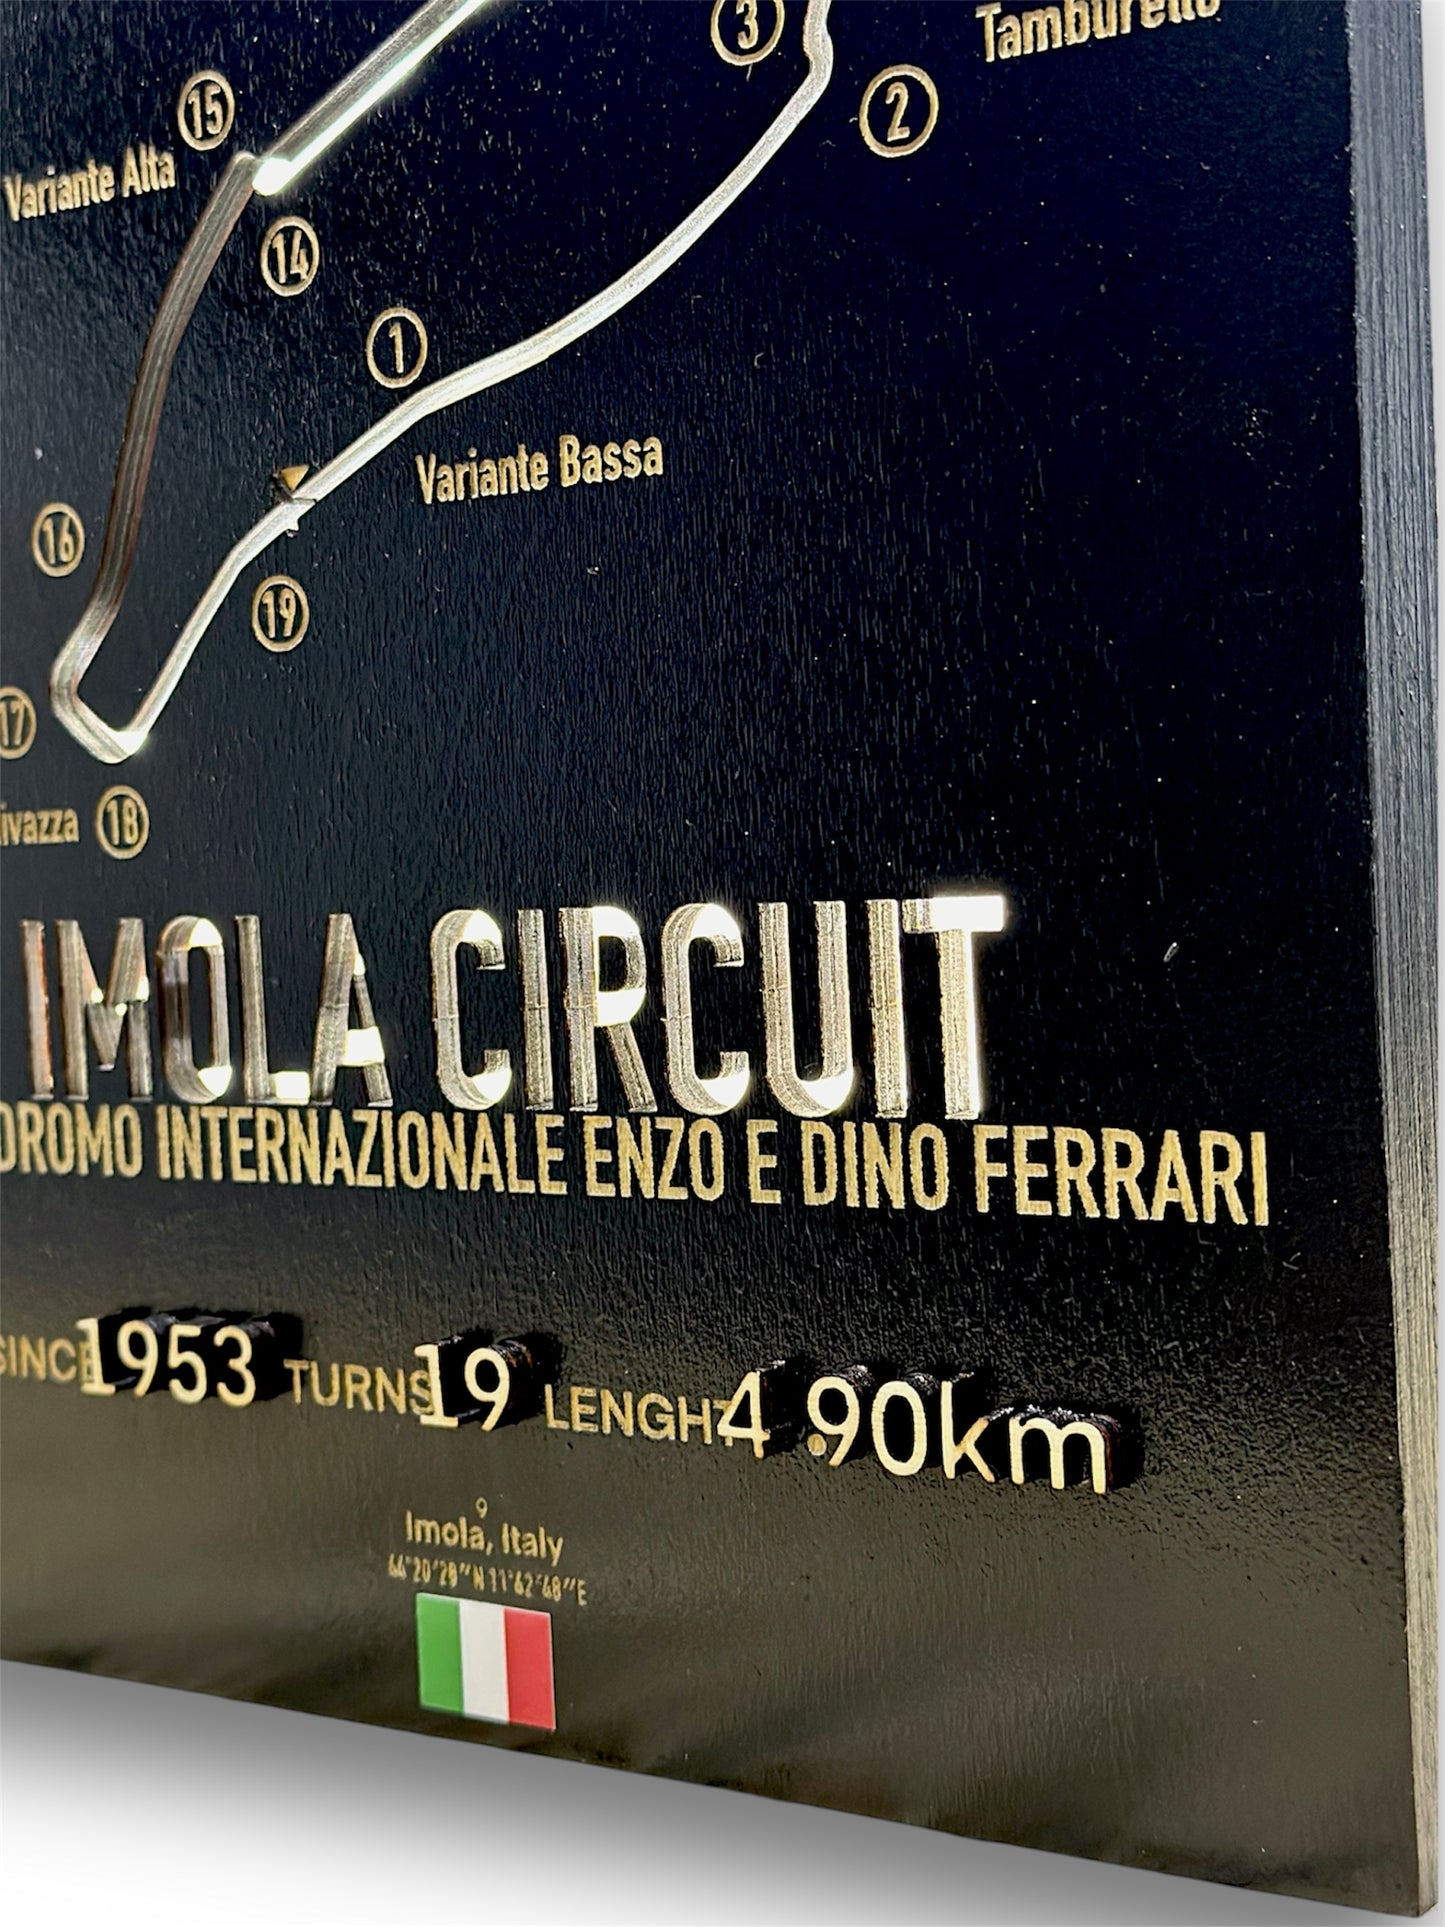 3
Tamburello
2
15
Variante Alta
14
1
Variante Bassa
16
19
17
ivazza 18
IMOLA CIRCUIT
DROMO INTERNAZIONALE ENZO E DINO FERRARI
SINCE 1953 TURNS 19 LENGHT 4.90km
Imola, Italy